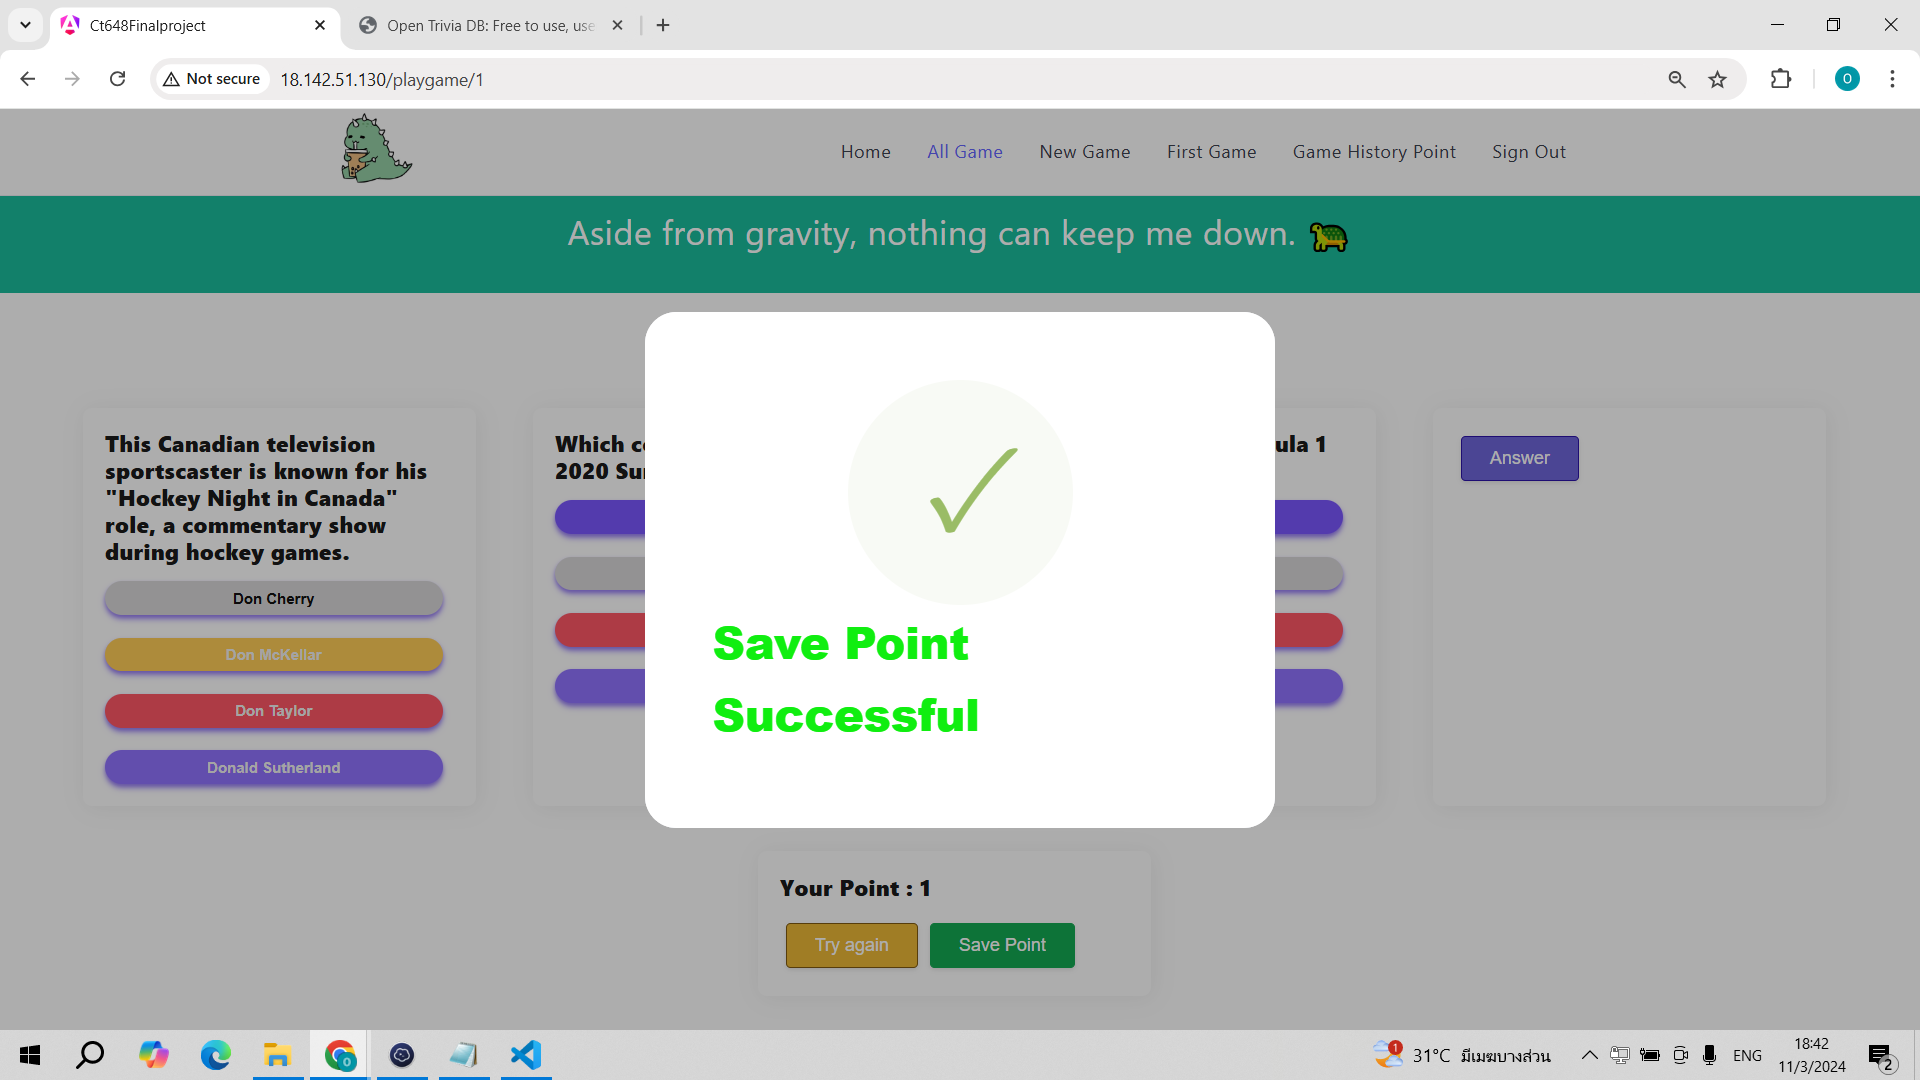 Ct648Finalproject
Open Trivia DB: Free to use, use
Not secure
18.142.51.130/playgame/1
O
Home
All Game
New Game
First Game
Game History Point
Sign Out
Aside from gravity, nothing can keep me down. 🐢
This Canadian television
sportscaster is known for his
"Hockey Night in Canada"
role, a commentary show
during hockey games.
Don Cherry
Don McKellar
Don Taylor
Donald Sutherland
Which
2020
ula 1
Answer
Save Point
Successful
Your Point : 1
Try again
Save Point
1
31°C มีเมฆบางส่วน
ENG
18:42
11/3/2024
2